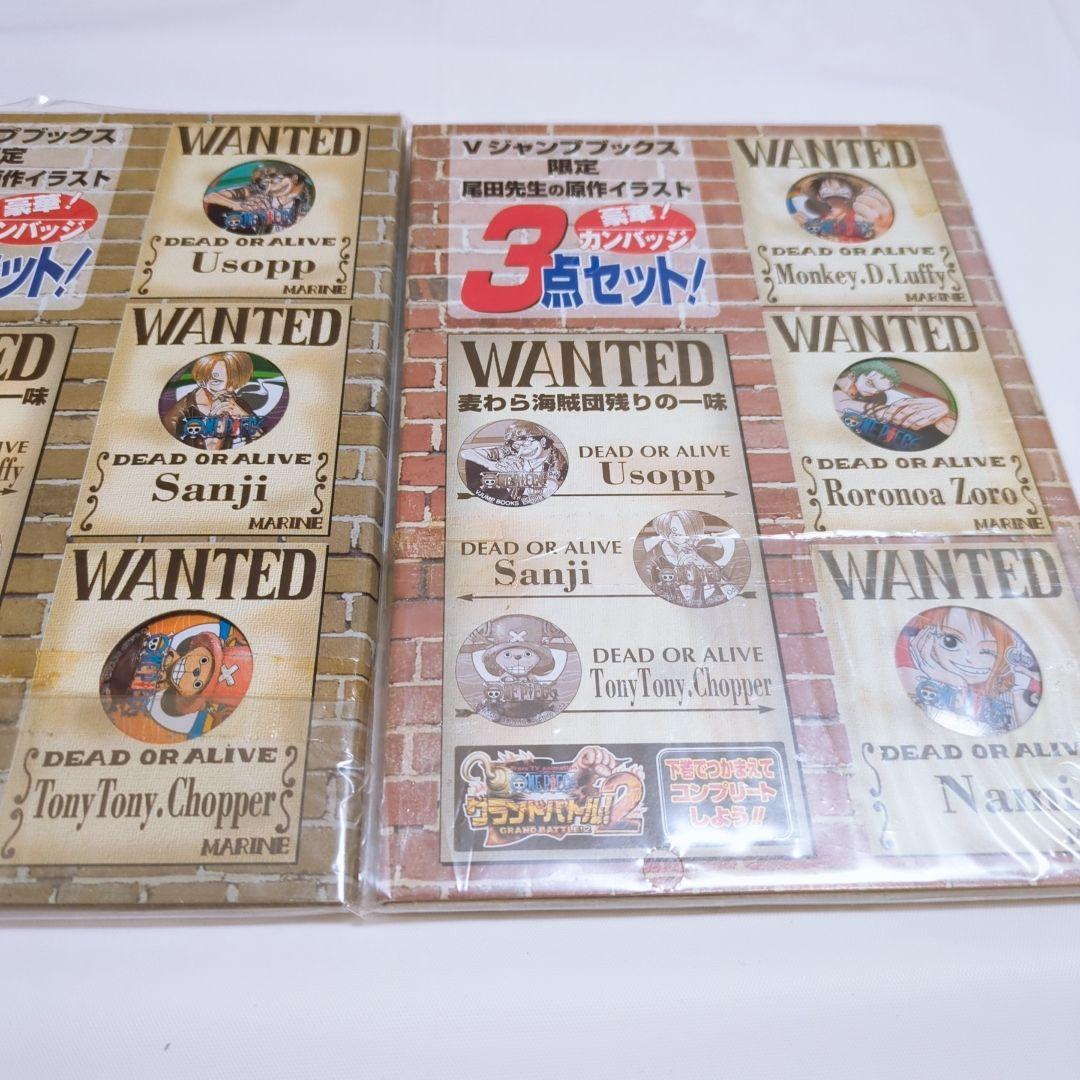 プブックス
定
原作イラスト
豪華!
カンバッジ
セット!
WANTED
DEAD OR ALIVE
Usopp
MARINE
WANTED
DEAD OR ALIVE
Sanji
MARINE
WANTED
DEAD OR ALIVE
TonyTony.Chopper
MARINE
ED
一味
Vジャンプブックス
限定
尾田先生の原作イラスト
豪華!
カンバッジ
3点セット!
WANTED
麦わら海賊団残りの一味
DEAD OR ALIVE
Usopp
DEAD OR ALIVE
Sanji
DEAD OR ALIVE
TonyTony.Chopper
ONE PIECE
グランドバトル!2
GRAND BATTLE! 2
下巻でつかまえて
コンプリート
しよう!!
WANTED
DEAD OR ALIVE
Monkey.D.Luffy
MARINE
WANTED
DEAD OR ALIVE
Roronoa Zoro
MARINE
WANTED
DEAD OR ALIVE
Nami